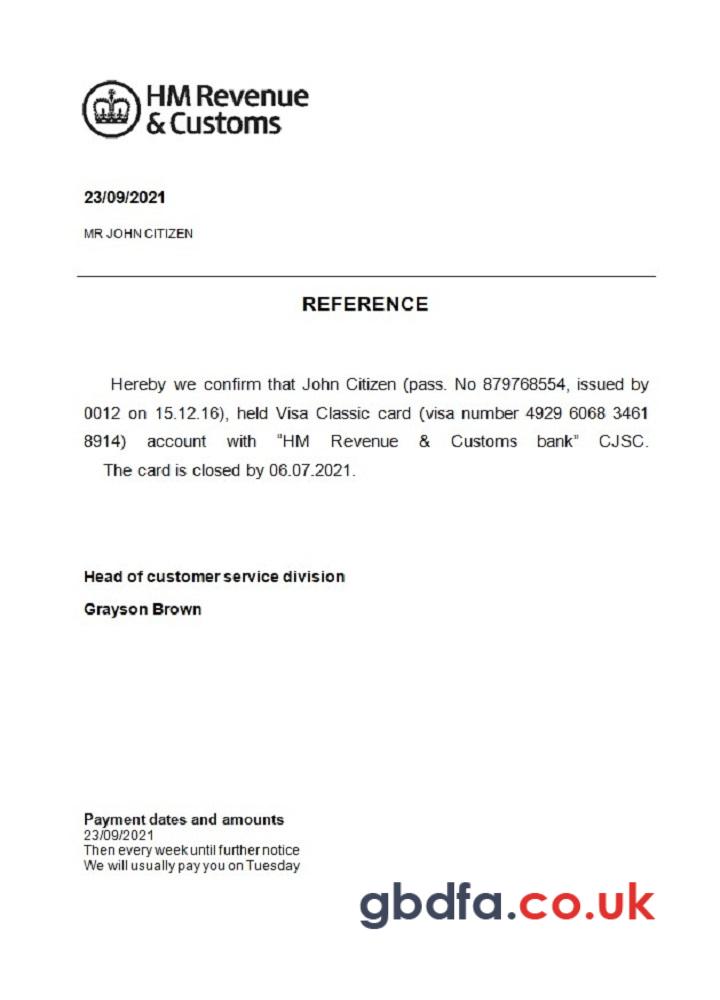 HM Revenue
& Customs
23/09/2021
MR JOHN CITIZEN
REFERENCE
Hereby we confirm that John Citizen (pass. No 879768554, issued by
0012 on 15.12.16), held Visa Classic card (visa number 4929 6068 3461
8914) account with "HM Revenue & Customs bank" CJSC.
The card is closed by 06.07.2021.
Head of customer service division
Grayson Brown
Payment dates and amounts
23/09/2021
Then every week until further notice
We will usually pay you on Tuesday
gbdfa.co.uk